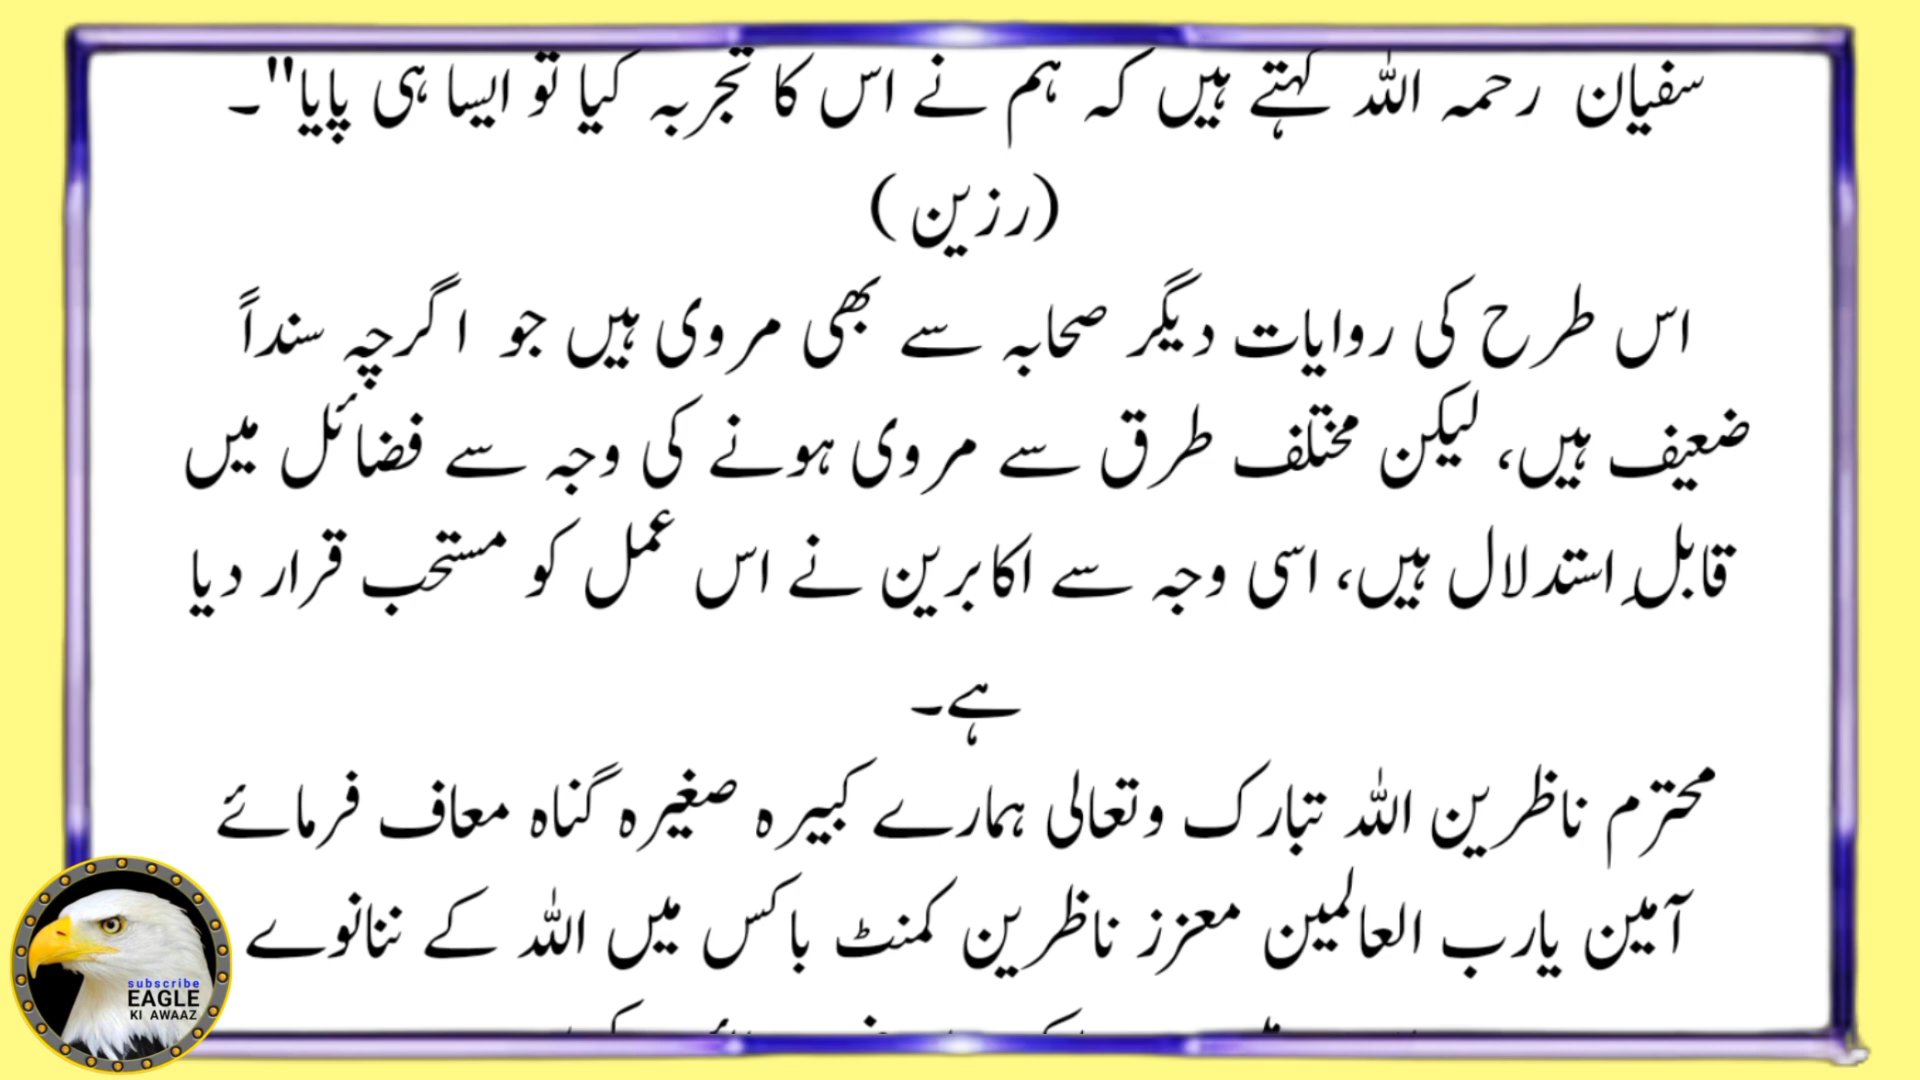 سفیان رحمہ اللہ کہتے ہیں کہ ہم نے اس کا تجربہ کیا تو ایسا ہی پایا"۔
(رزین )
اس طرح کی روایات دیگر صحابہ سے بھی مروی ہیں جو اگرچہ سنداً
ضعیف ہیں، لیکن مختلف طرق سے مروی ہونے کی وجہ سے فضائل میں
قابلِ استدلال ہیں، اسی وجہ سے اکابرین نے اس عمل کو مستحب قرار دیا
ہے۔
محترم ناظرین اللہ تبارک وتعالی ہمارے کبیرہ صغیرہ گناہ معاف فرمائے
آمین یارب العالمین معزز ناظرین کمنٹ باکس میں اللہ کے ننانوے
subscribe
EAGLE
KI AWAAZ